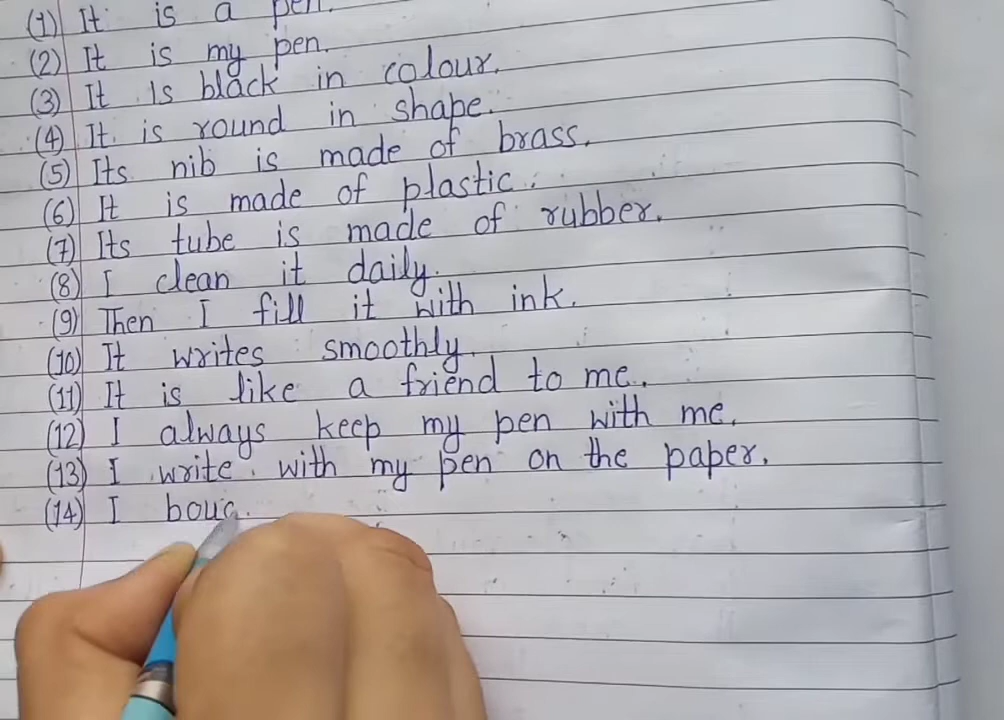 (1) It is a pen.
(2) It is my pen.
(3) It is black in colour.
(4) It is round in shape.
(5) Its nib is made of brass.
(6) It is made of plastic.
(7) Its tube is made of rubber.
(8) I clean it daily.
(9) Then I fill it with ink.
(10) It writes smoothly.
(11) It is like a friend to me.
(12) I always keep my pen with me.
(13) I write with my pen on the paper.
(14) I